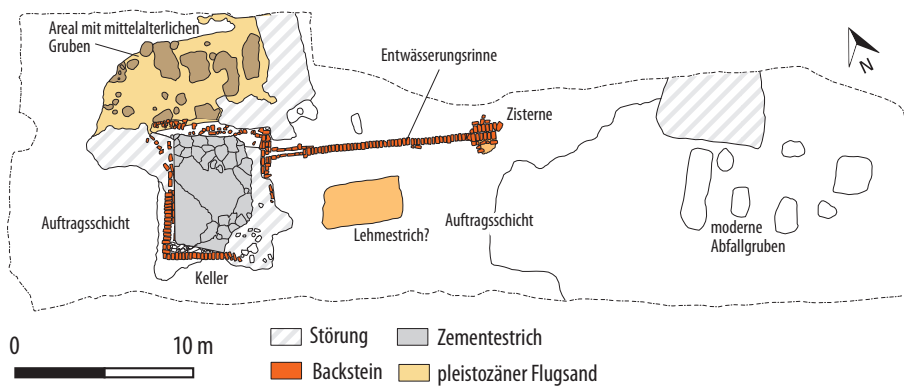 Areal mit mittelalterlichen
Gruben
Entwässerungsrinne
N
Zisterne
Auftragsschicht
Lehmestrich?
Auftragsschicht
moderne
Abfallgruben
Keller
0 10 m
Störung
Zementestrich
Backstein
pleistozäner Flugsand